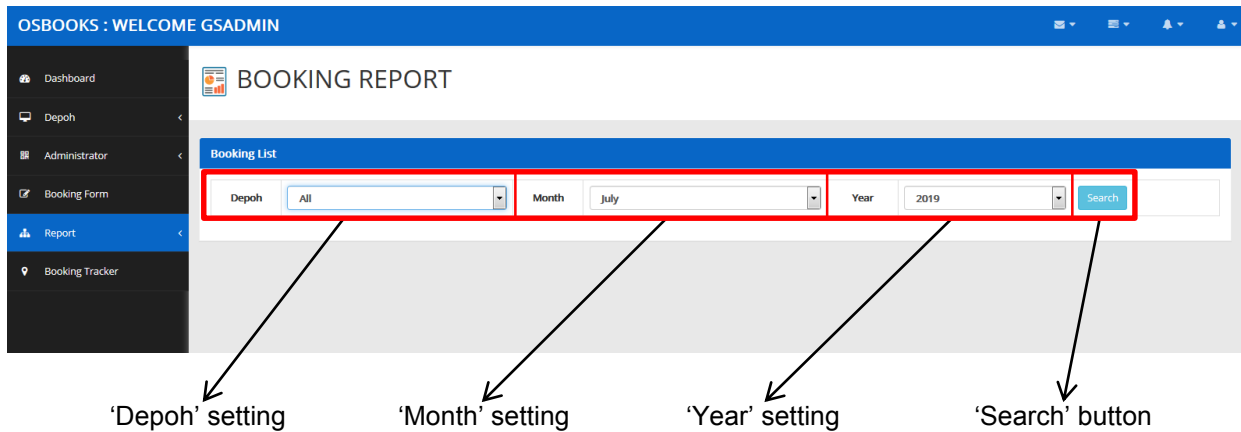 OSBOOKS : WELCOME GSADMIN
Dashboard
BOOKING REPORT
Depoh
Administrator
Booking List
Booking Form
Depoh All Month July Year 2019 Search
Report
Booking Tracker
‘Depoh’ setting ‘Month’ setting ‘Year’ setting ‘Search’ button